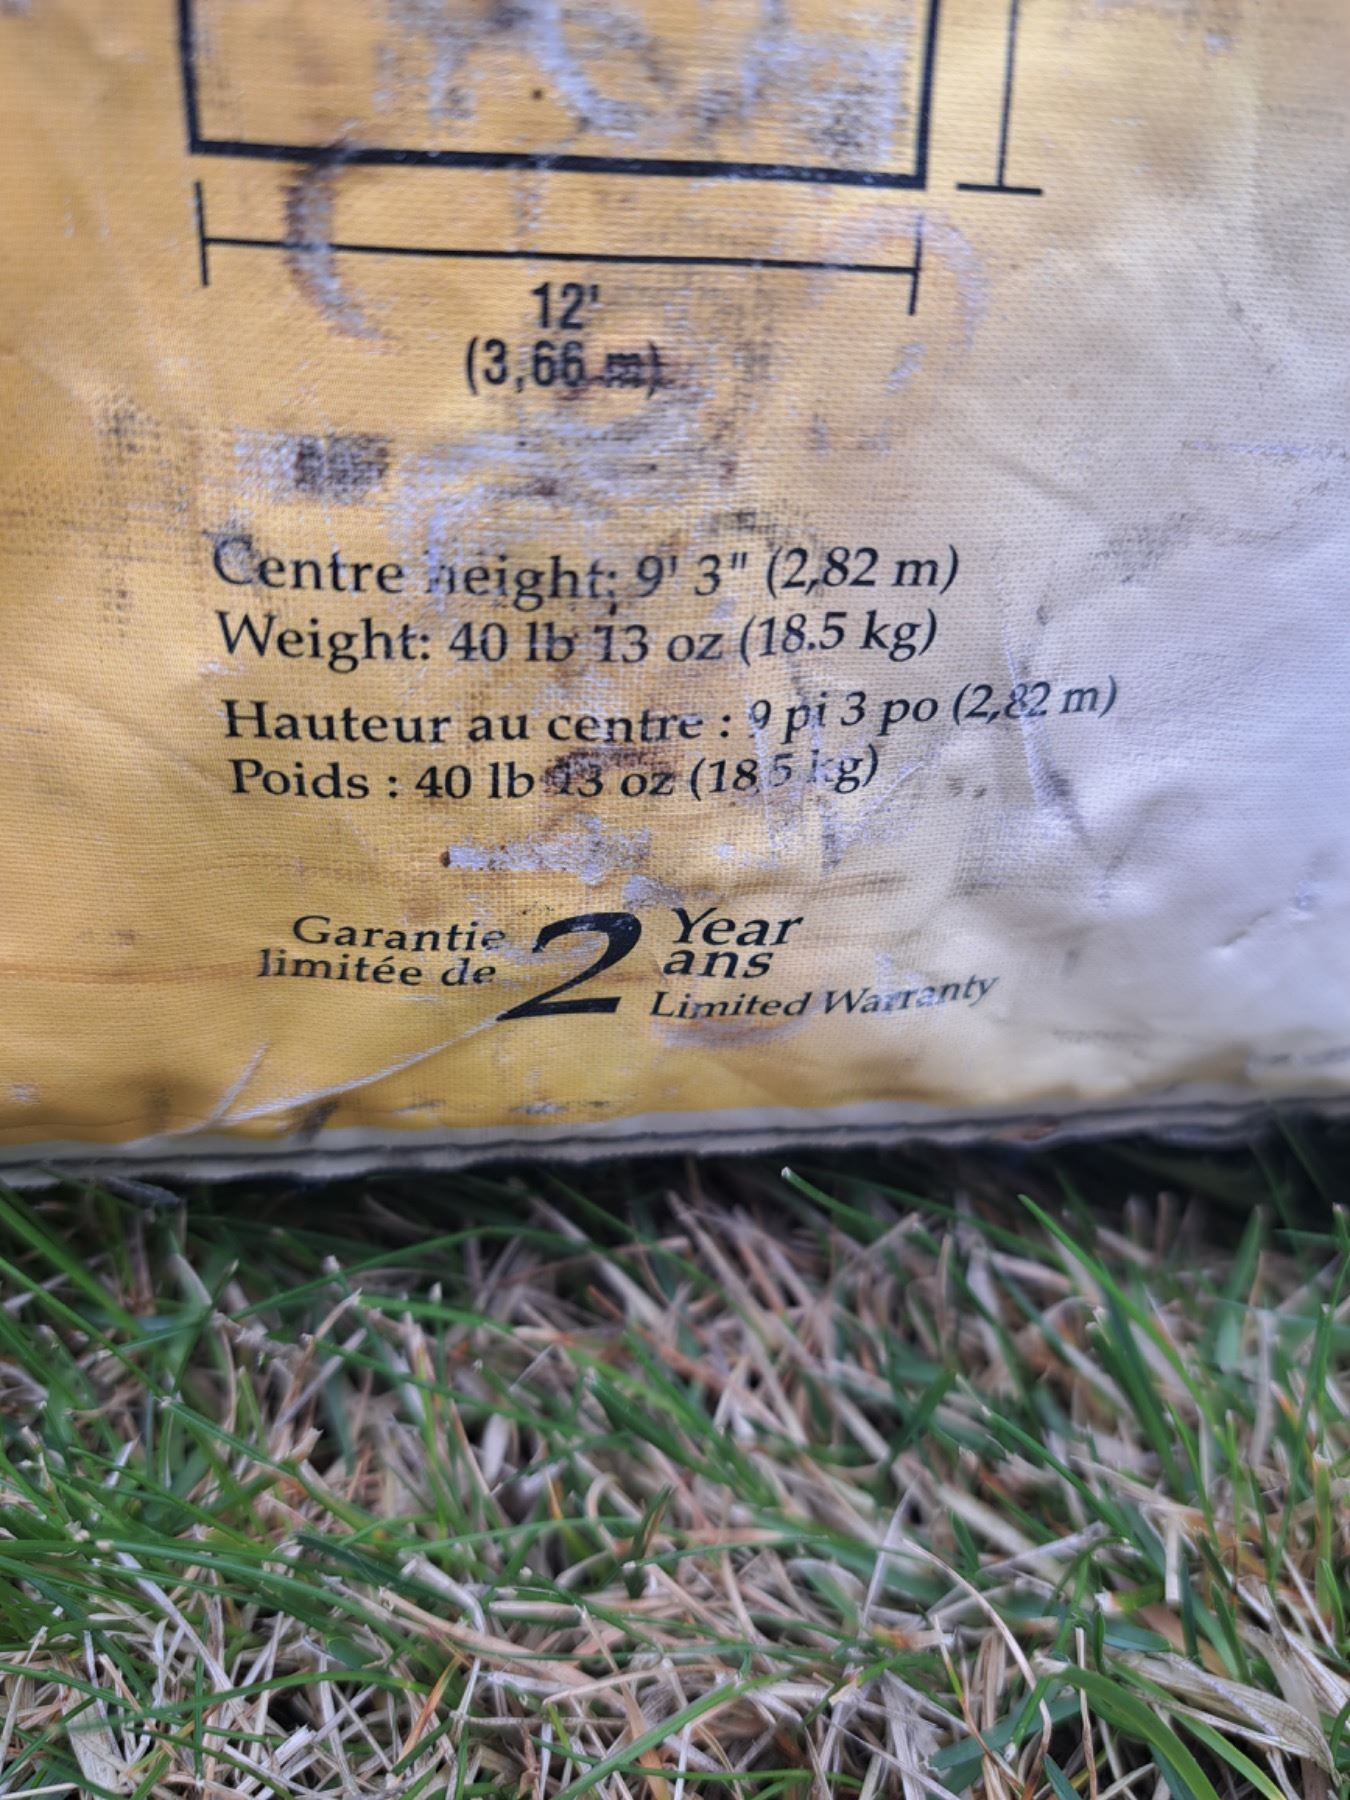 12'
(3,66 m)
Centre height: 9' 3" (2,82 m)
Weight: 40 lb 13 oz (18.5 kg)
Hauteur au centre : 9 pi 3 po (2,82 m)
Poids : 40 lb 13 oz (18,5 kg)
Garantie
limitée de
2
Year
ans
Limited Warranty